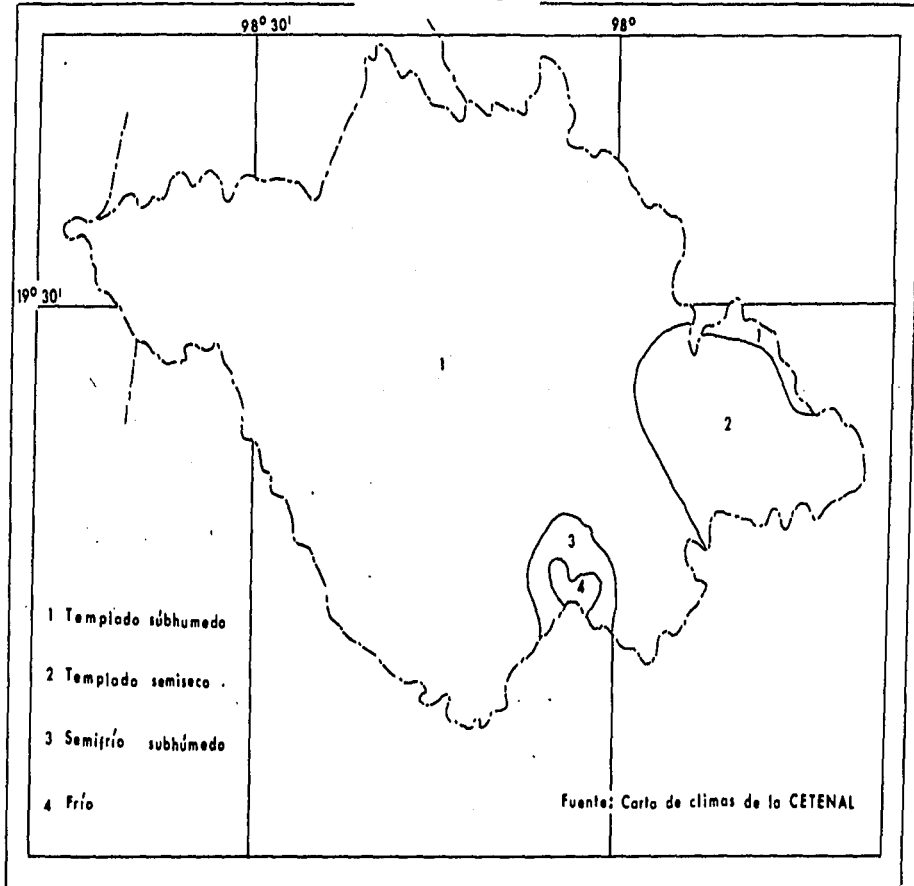 98° 30'
98°
19° 30'
1
2
3
4
1 Templado súbhumedo
2 Templado semiseco .
3 Semifrío subhúmedo
4 Frío
Fuente: Carta de climas de la CETENAL